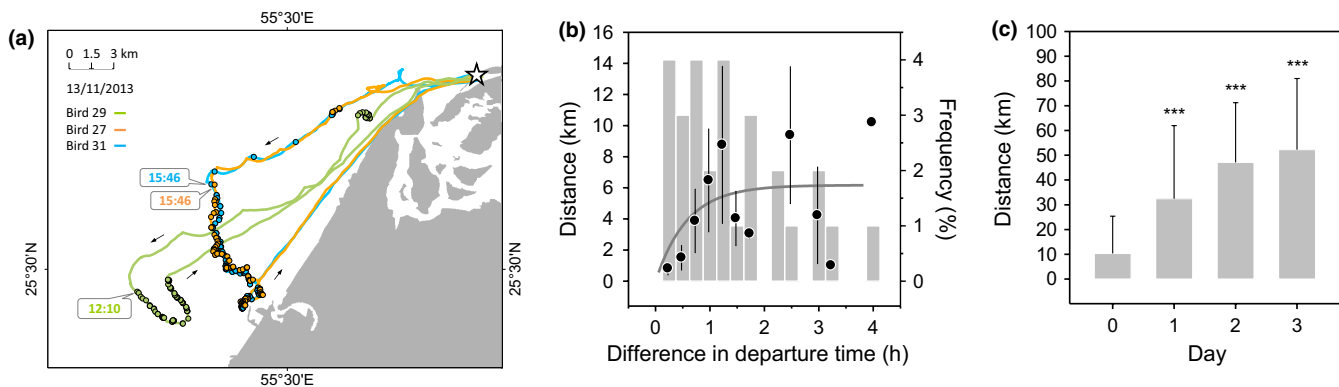 (a)
55°30'E
0 1.5 3 km
13/11/2013
Bird 29
Bird 27
Bird 31
15:46
15:46
12:10
25°30'N
25°30'N
55°30'E
(b)
16
14
12
10
8
6
4
2
0
Distance (km)
4
3
2
1
0
Frequency (%)
0 1 2 3 4
Difference in departure time (h)
(c)
100
90
80
70
60
50
40
30
20
10
0
Distance (km)
***
***
***
0 1 2 3
Day